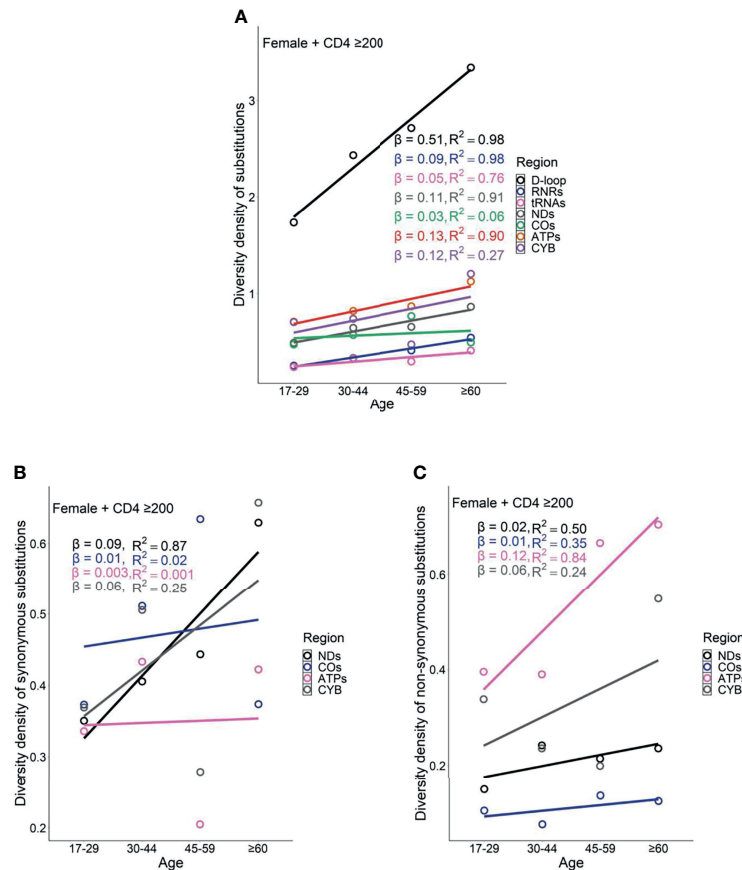 A
Female + CD4 ≥200
Diversity density of substitutions
3
2
1
β = 0.51, R² = 0.98
β = 0.09, R² = 0.98
β = 0.05, R² = 0.76
β = 0.11, R² = 0.91
β = 0.03, R² = 0.06
β = 0.13, R² = 0.90
β = 0.12, R² = 0.27
Region
D-loop
RNRs
tRNAs
NDs
COs
ATPs
CYB
17-29 30-44 45-59 ≥60
Age
B
Female + CD4 ≥200
Diversity density of synonymous substitutions
0.6
0.5
0.4
0.3
0.2
β = 0.09, R² = 0.87
β = 0.01, R² = 0.02
β = 0.003, R² = 0.001
β = 0.06, R² = 0.25
Region
NDs
COs
ATPs
CYB
17-29 30-44 45-59 ≥60
Age
C
Female + CD4 ≥200
Diversity density of non-synonymous substitutions
0.6
0.4
0.2
β = 0.02, R² = 0.50
β = 0.01, R² = 0.35
β = 0.12, R² = 0.84
β = 0.06, R² = 0.24
Region
NDs
COs
ATPs
CYB
17-29 30-44 45-59 ≥60
Age